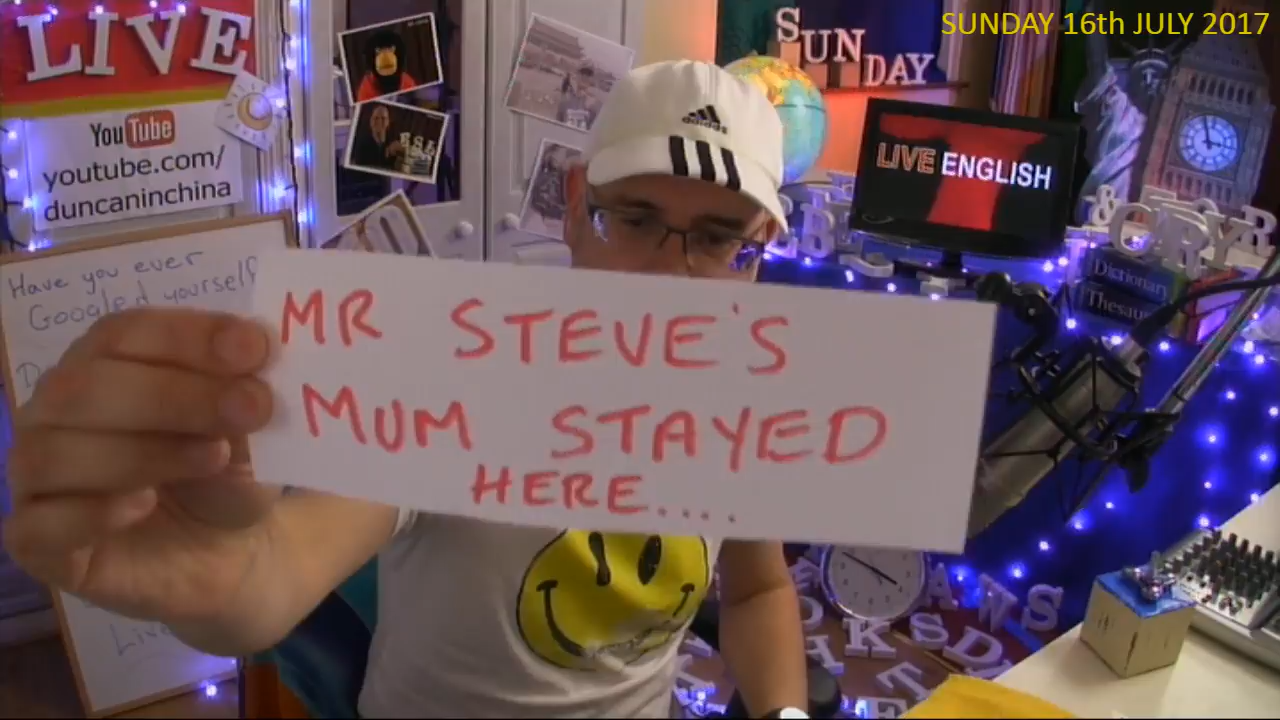 SUNDAY 16th JULY 2017
LIVE
SUNDAY
YouTube
youtube.com/
duncaninchina
adidas
LIVE ENGLISH
Have you ever
Googled yourself
Dictionary
MR STEVE'S
MUM STAYED
HERE....
Live